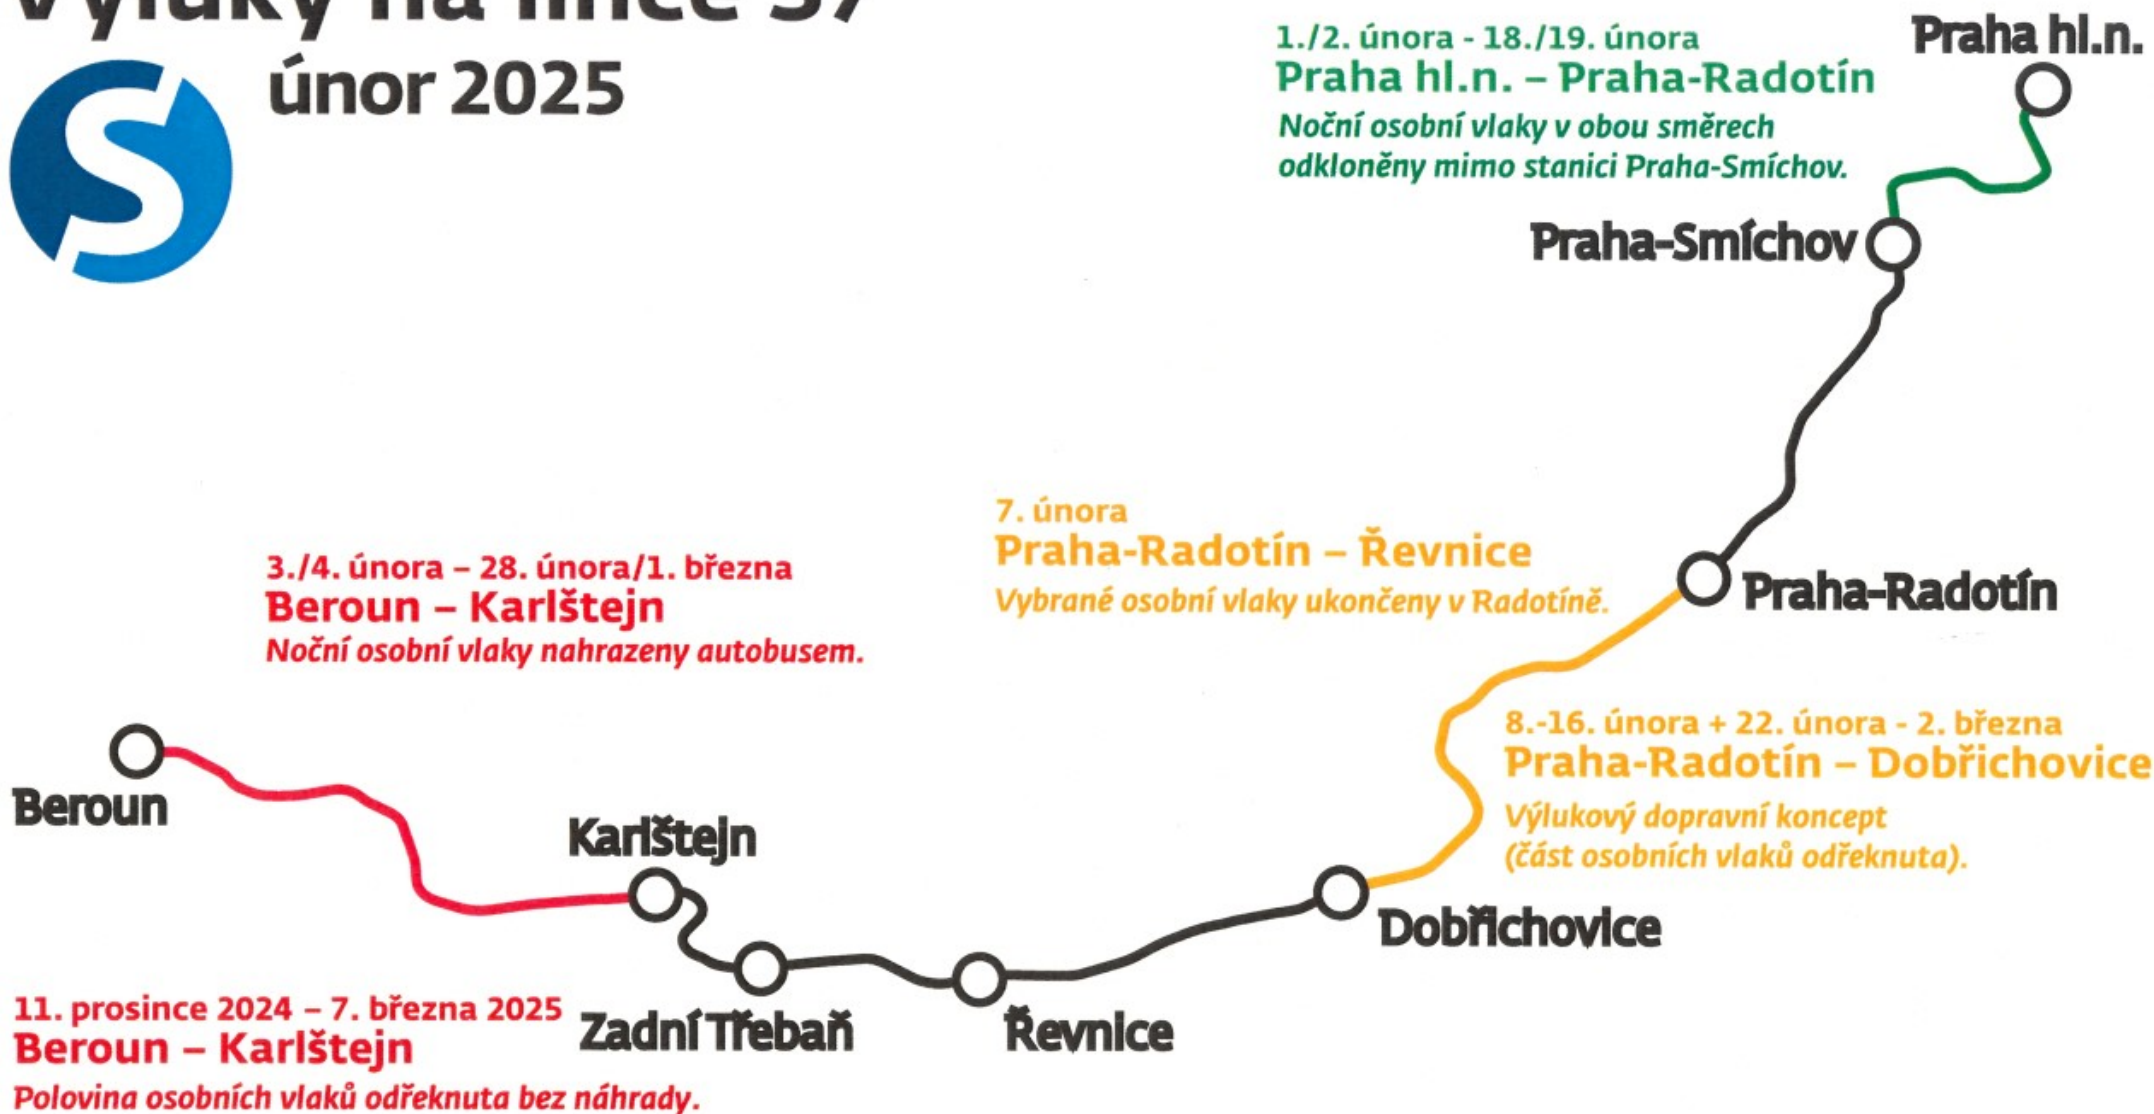 Výluky na lince S7
únor 2025
S
1./2. února - 18./19. února
Praha hl.n. – Praha-Radotín
Noční osobní vlaky v obou směrech
odkloněny mimo stanici Praha-Smíchov.
Praha hl.n.
Praha-Smíchov
7. února
Praha-Radotín – Řevnice
Vybrané osobní vlaky ukončeny v Radotíně.
Praha-Radotín
3./4. února – 28. února/1. března
Beroun – Karlštejn
Noční osobní vlaky nahrazeny autobusem.
8.-16. února + 22. února - 2. března
Praha-Radotín – Dobřichovice
Výlukový dopravní koncept
(část osobních vlaků odřeknuta).
Beroun
Karlštejn
Dobřichovice
Zadní Třebaň
Řevnice
11. prosince 2024 – 7. března 2025
Beroun – Karlštejn
Polovina osobních vlaků odřeknuta bez náhrady.